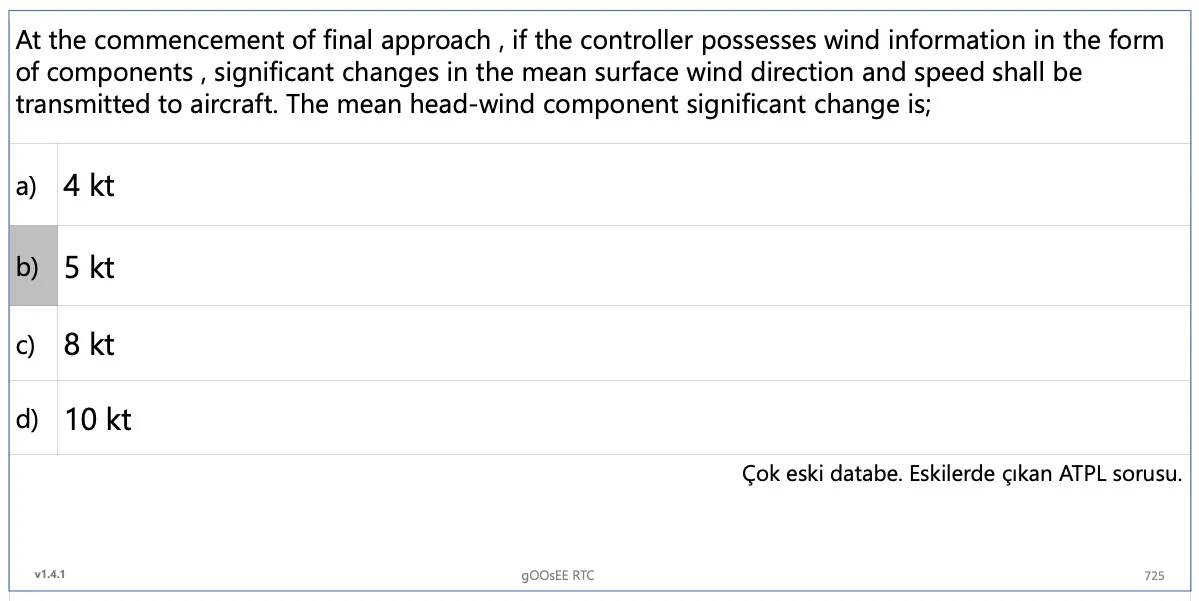 At the commencement of final approach , if the controller possesses wind information in the form
of components , significant changes in the mean surface wind direction and speed shall be
transmitted to aircraft. The mean head-wind component significant change is;
a) 4 kt
b) 5 kt
c) 8 kt
d) 10 kt
Çok eski databe. Eskilerde çıkan ATPL sorusu.
v1.4.1 gOOsEE RTC 725